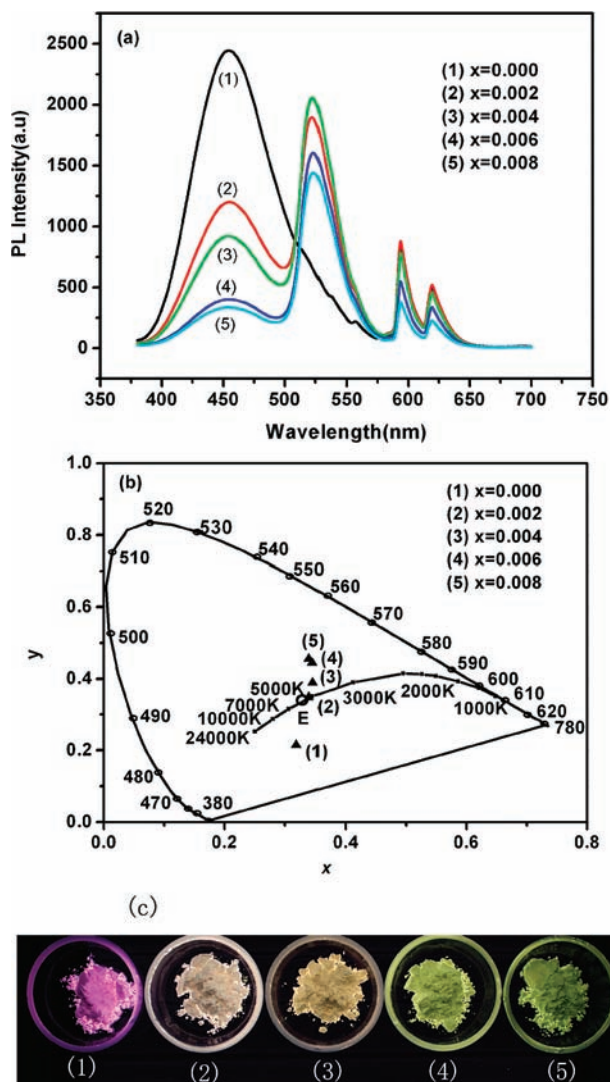 (a)
(1) x=0.000
(2) x=0.002
(3) x=0.004
(4) x=0.006
(5) x=0.008
(1)
(2)
(3)
(4)
(5)
PL Intensity(a.u)
2500
2000
1500
1000
500
0
350 400 450 500 550 600 650 700 750
Wavelength(nm)
(b)
(1) x=0.000
(2) x=0.002
(3) x=0.004
(4) x=0.006
(5) x=0.008
y
1.0
0.8
0.6
0.4
0.2
0.0
520
530
510
540
550
560
570
500
580
590
600
610
620
780
490
480
470
380
(5)
(4)
(3)
(2)
(1)
5000K
7000K
10000K
24000K
E
3000K
2000K
1000K
0.0 0.2 0.4 0.6 0.8
x
(c)
(1) (2) (3) (4) (5)